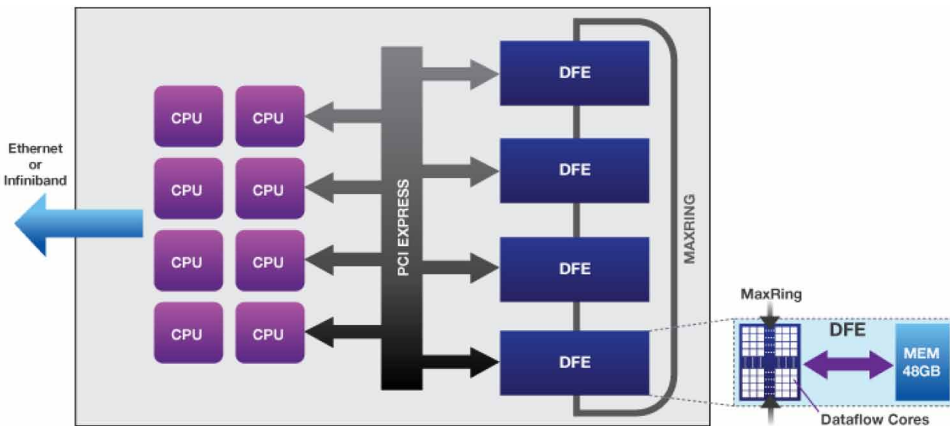 Ethernet
or
Infiniband
CPU CPU
CPU CPU
CPU CPU
CPU CPU
PCI EXPRESS
DFE
DFE
DFE
DFE
MAXRING
MaxRing
DFE
MEM
48GB
Dataflow Cores